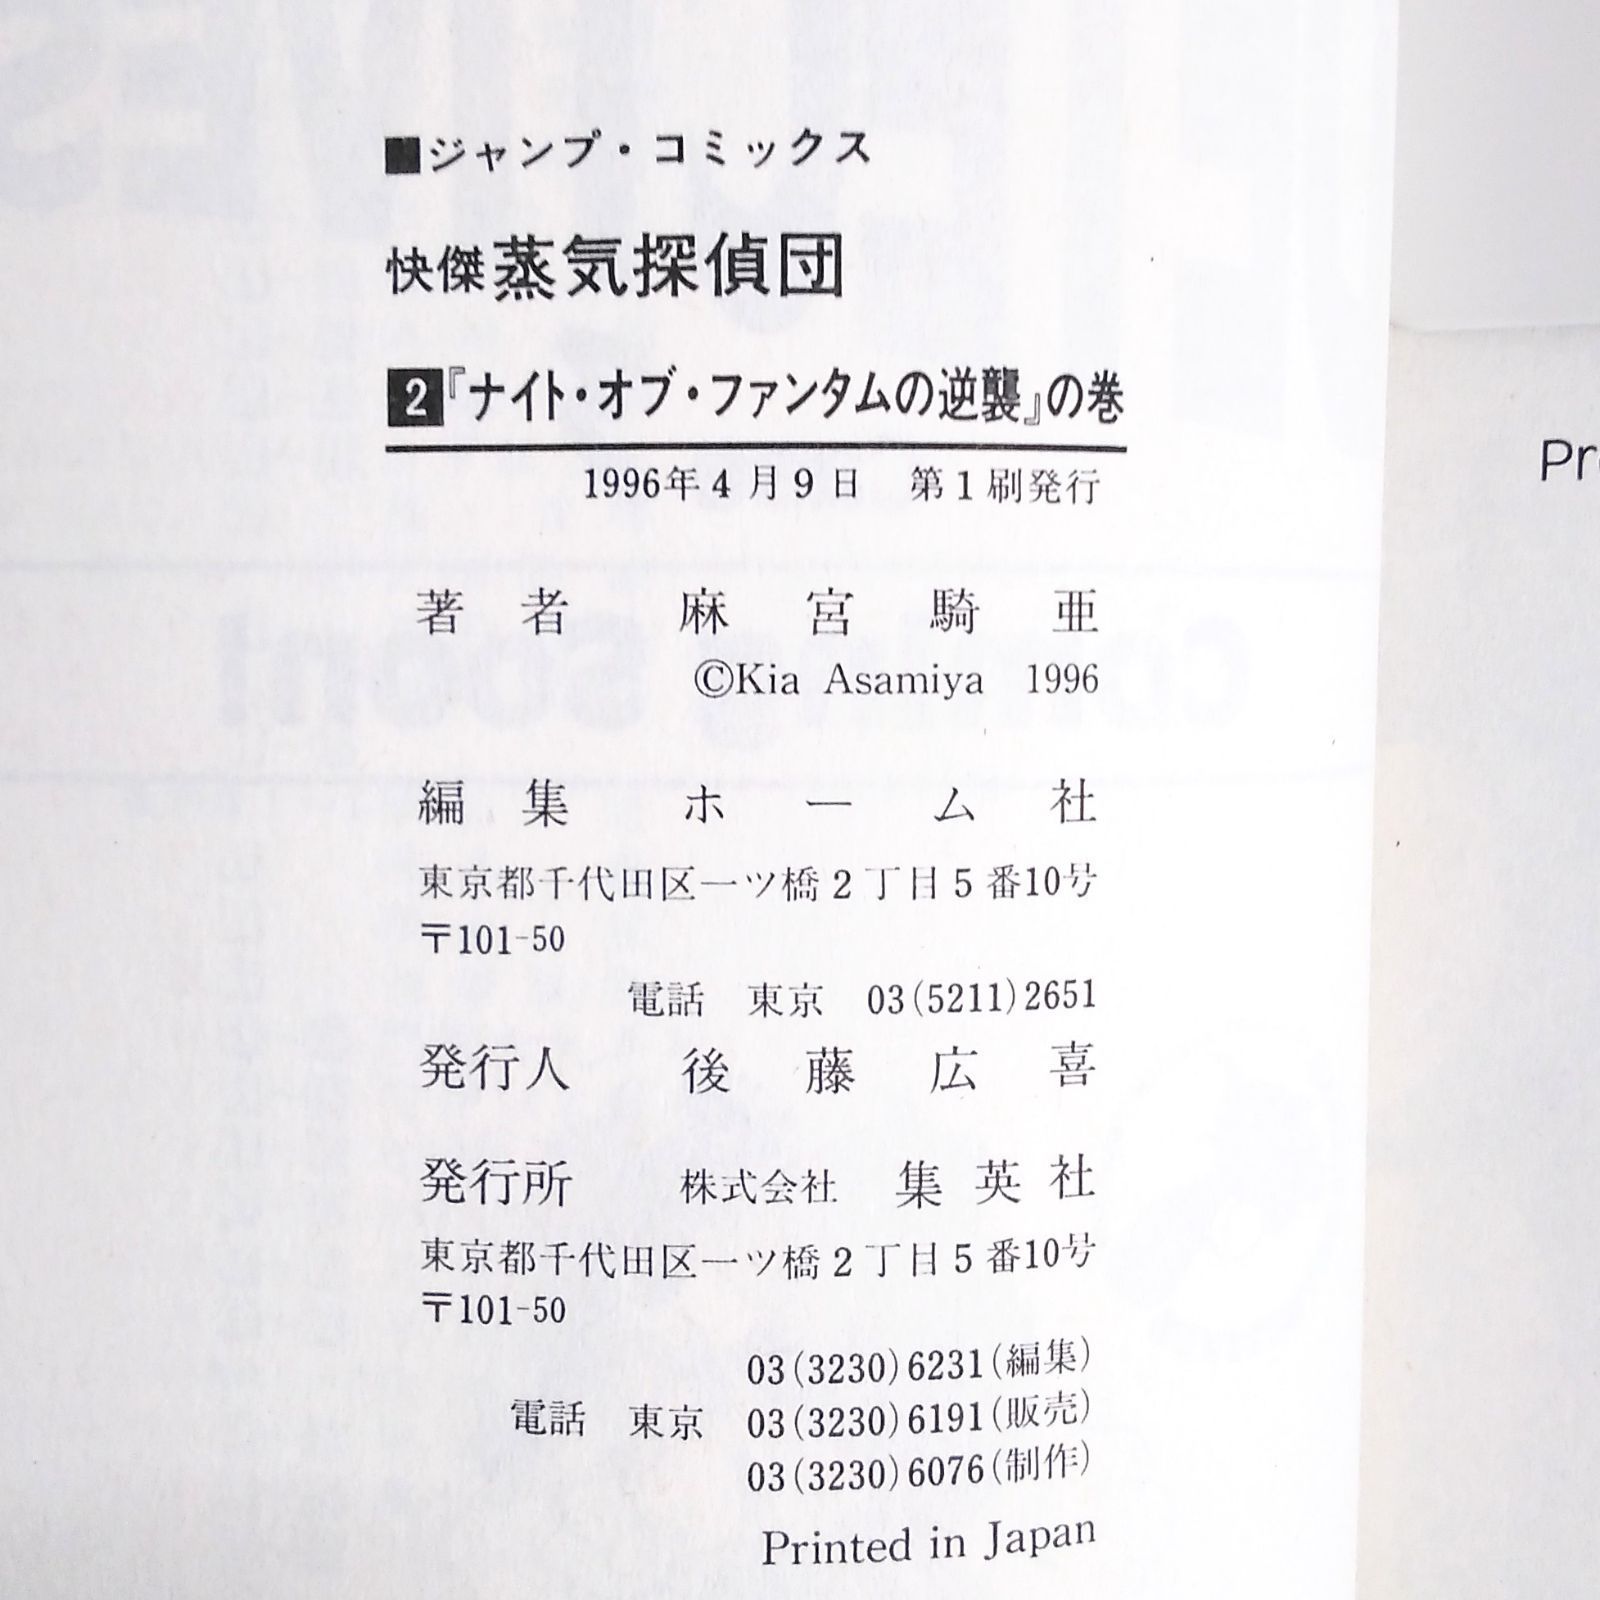 ■ジャンプ・コミックス
快傑蒸気探偵団
2『ナイト・オブ・ファンタムの逆襲』の巻
1996年4月9日 第1刷発行
著者 麻宮騎亜
©Kia Asamiya 1996
編集 ホーム社
東京都千代田区一ツ橋2丁目5番10号
〒101-50
電話 東京 03(5211)2651
発行人 後藤広喜
発行所 株式会社 集英社
東京都千代田区一ツ橋2丁目5番10号
〒101-50
03(3230)6231(編集)
電話 東京 03(3230)6191(販売)
03(3230)6076(制作)
Printed in Japan